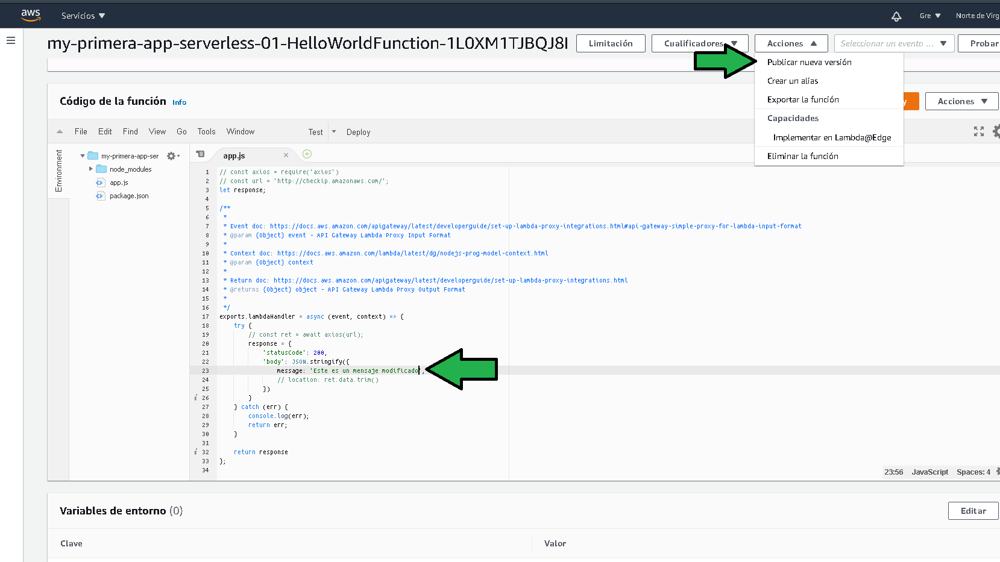 aws Servicios Gre Norte de Virg
my-primera-app-serverless-01-HelloWorldFunction-1L0XM1TJBQJ8I Limitación Cualificadores Acciones Seleccionar un evento ... Probar
Publicar nueva versión
Crear un alias
Exportar la función
Capacidades
Implementar en Lambda@Edge
Eliminar la función
Código de la función Info y Acciones
File Edit Find View Go Tools Window Test Deploy
Environment
my-primera-app-ser
node_modules
app.js
package.json
app.js
1 // const axios = require('axios')
2 // const url = 'http://checkip.amazonaws.com/';
3 let response;
4
5 /**
6 *
7 * Event doc: https://docs.aws.amazon.com/apigateway/latest/developerguide/set-up-lambda-proxy-integrations.html#api-gateway-simple-proxy-for-lambda-input-format
8 * @param {Object} event - API Gateway Lambda Proxy Input Format
9 *
10 * Context doc: https://docs.aws.amazon.com/lambda/latest/dg/nodejs-prog-model-context.html
11 * @param {Object} context
12 *
13 * Return doc: https://docs.aws.amazon.com/apigateway/latest/developerguide/set-up-lambda-proxy-integrations.html
14 * @returns {Object} object - API Gateway Lambda Proxy Output Format
15 *
16 */
17 exports.lambdaHandler = async (event, context) => {
18 try {
19 // const ret = await axios(url);
20 response = {
21 'statusCode': 200,
22 'body': JSON.stringify({
23 message: 'Este es un mensaje modificado',
24 // location: ret.data.trim()
25 })
i 26 }
27 } catch (err) {
28 console.log(err);
29 return err;
30 }
31
i 32 return response
33 };
34
23:56 JavaScript Spaces: 4
Variables de entorno (0) Editar
Clave Valor